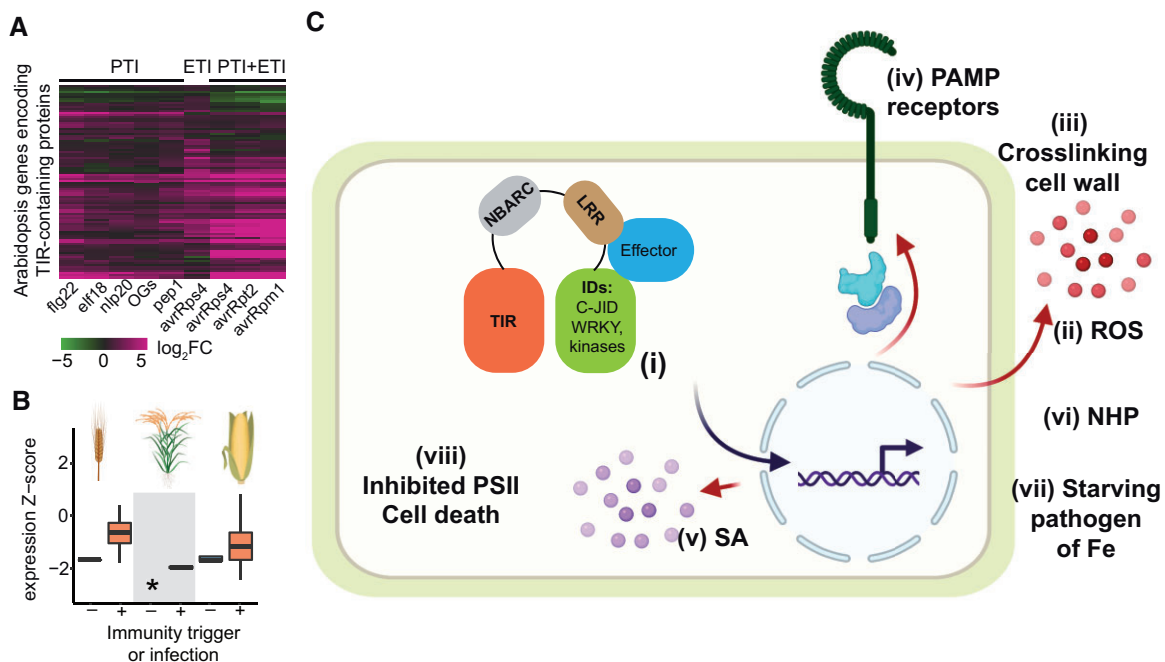 A
PTI ETI PTI+ETI
Arabidopsis genes encoding
TIR-containing proteins
flg22 elf18 nlp20 OGs pep1 avrRps4 avrRps4 avrRpt2 avrRpm1
−5 0 5 log2FC
B
expression Z−score
2
0
−2
*
− + − + − +
Immunity trigger
or infection
C
(iv) PAMP
receptors
(iii)
Crosslinking
cell wall
NBARC
LRR
Effector
TIR
IDs:
C-JID
WRKY,
kinases
(i)
(ii) ROS
(vi) NHP
(viii)
Inhibited PSII
Cell death
(v) SA
(vii) Starving
pathogen
of Fe